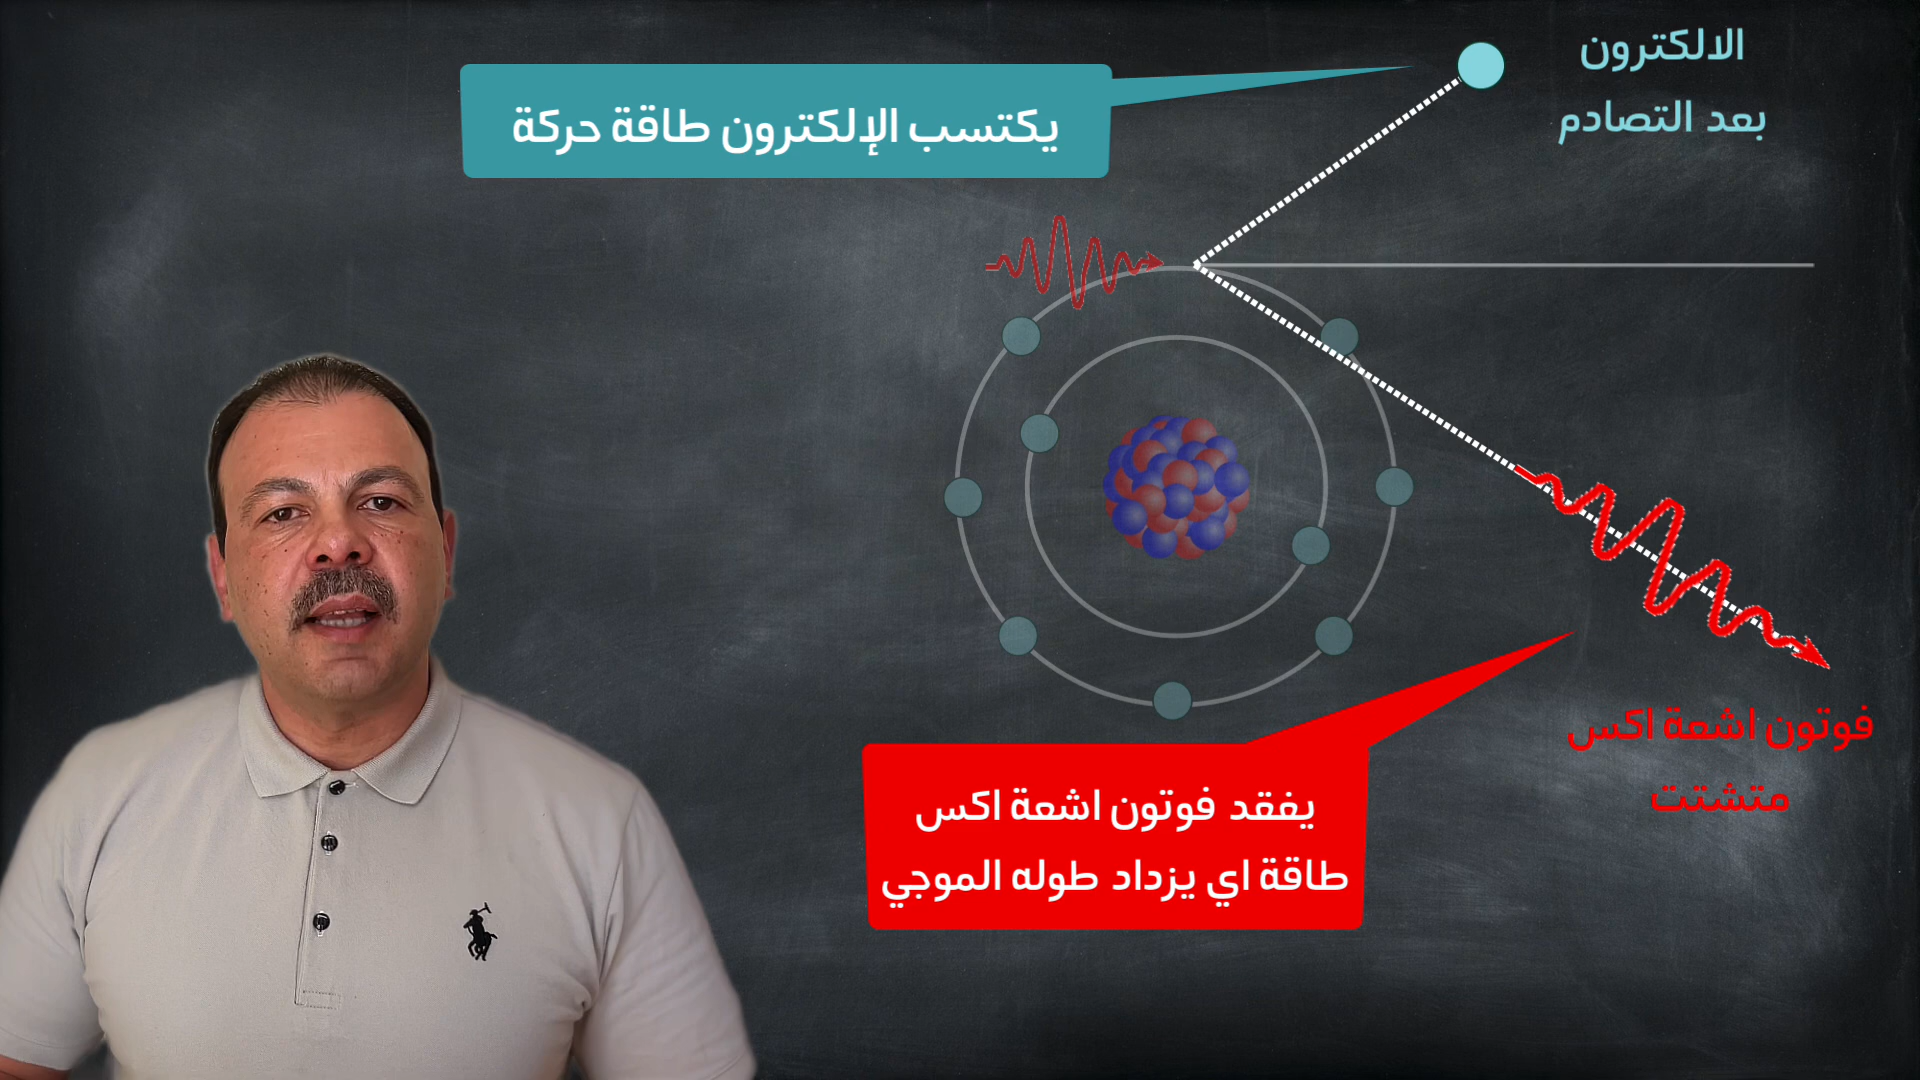 الالكترون
بعد التصادم
يكتسب الإلكترون طاقة حركة
فوتون اشعة اكس
متشتت
يفقد فوتون اشعة اكس
طاقة اي يزداد طوله الموجي